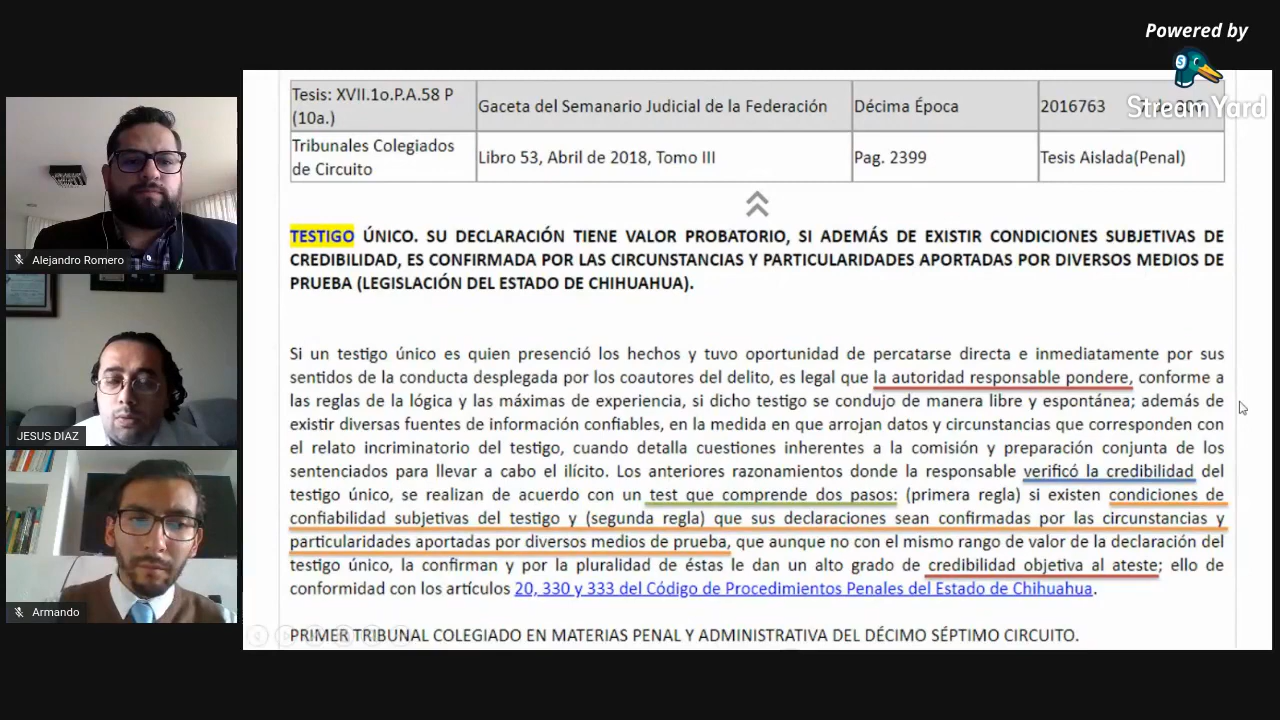 Powered by
StreamYard
Alejandro Romero
JESUS DIAZ
Armando
Tesis: XVII.1o.P.A.58 P
(10a.)
Gaceta del Semanario Judicial de la Federación
Décima Época
2016763
Tribunales Colegiados
de Circuito
Libro 53, Abril de 2018, Tomo III
Pag. 2399
Tesis Aislada(Penal)
TESTIGO ÚNICO. SU DECLARACIÓN TIENE VALOR PROBATORIO, SI ADEMÁS DE EXISTIR CONDICIONES SUBJETIVAS DE
CREDIBILIDAD, ES CONFIRMADA POR LAS CIRCUNSTANCIAS Y PARTICULARIDADES APORTADAS POR DIVERSOS MEDIOS DE
PRUEBA (LEGISLACIÓN DEL ESTADO DE CHIHUAHUA).
Si un testigo único es quien presenció los hechos y tuvo oportunidad de percatarse directa e inmediatamente por sus
sentidos de la conducta desplegada por los coautores del delito, es legal que la autoridad responsable pondere, conforme a
las reglas de la lógica y las máximas de experiencia, si dicho testigo se condujo de manera libre y espontánea; además de
existir diversas fuentes de información confiables, en la medida en que arrojan datos y circunstancias que corresponden con
el relato incriminatorio del testigo, cuando detalla cuestiones inherentes a la comisión y preparación conjunta de los
sentenciados para llevar a cabo el ilícito. Los anteriores razonamientos donde la responsable verificó la credibilidad del
testigo único, se realizan de acuerdo con un test que comprende dos pasos: (primera regla) si existen condiciones de
confiabilidad subjetivas del testigo y (segunda regla) que sus declaraciones sean confirmadas por las circunstancias y
particularidades aportadas por diversos medios de prueba, que aunque no con el mismo rango de valor de la declaración del
testigo único, la confirman y por la pluralidad de éstas le dan un alto grado de credibilidad objetiva al ateste; ello de
conformidad con los artículos 20, 330 y 333 del Código de Procedimientos Penales del Estado de Chihuahua.
PRIMER TRIBUNAL COLEGIADO EN MATERIAS PENAL Y ADMINISTRATIVA DEL DÉCIMO SÉPTIMO CIRCUITO.